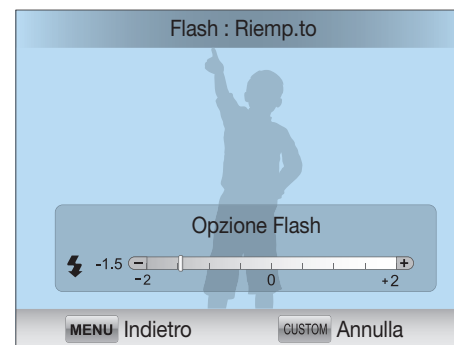 Flash : Riemp.to
Opzione Flash
-1.5 − +
-2 0 +2
MENU Indietro CUSTOM Annulla